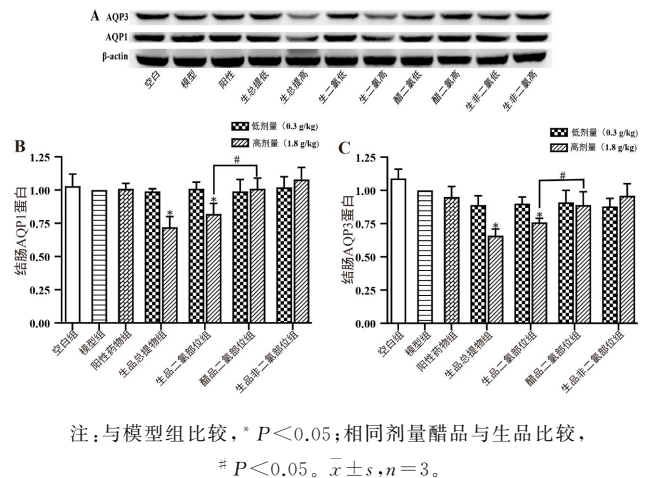 A
AQP3
AQP1
β-actin
空白 模型 阳性 生总提低 生总提高 生二氯低 生二氯高 醋二氯低 醋二氯高 生非二氯低 生非二氯高
B
低剂量（0.3 g/kg）
高剂量（1.8 g/kg）
结肠AQP1蛋白
1.25
1.00
0.75
0.50
0.25
0.00
* * #
空白组 模型组 阳性药物组 生品总提物组 生品二氯部位组 醋品二氯部位组 生品非二氯部位组
C
低剂量（0.3 g/kg）
高剂量（1.8 g/kg）
结肠AQP3蛋白
1.25
1.00
0.75
0.50
0.25
0.00
* * #
空白组 模型组 阳性药物组 生品总提物组 生品二氯部位组 醋品二氯部位组 生品非二氯部位组
注:与模型组比较,* P<0.05;相同剂量醋品与生品比较,
# P<0.05。x̄±s,n=3。